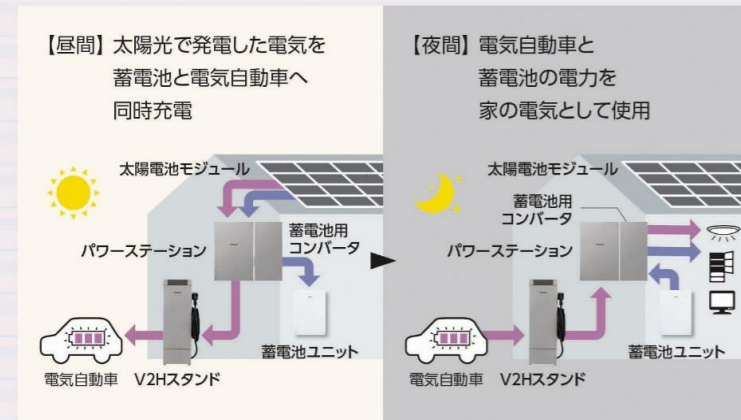 【昼間】太陽光で発電した電気を
蓄電池と電気自動車へ
同時充電
太陽電池モジュール
蓄電池用
コンバータ
パワーステーション
電気自動車
V2Hスタンド
蓄電池ユニット
【夜間】電気自動車と
蓄電池の電力を
家の電気として使用
太陽電池モジュール
蓄電池用
コンバータ
パワーステーション
電気自動車
V2Hスタンド
蓄電池ユニット